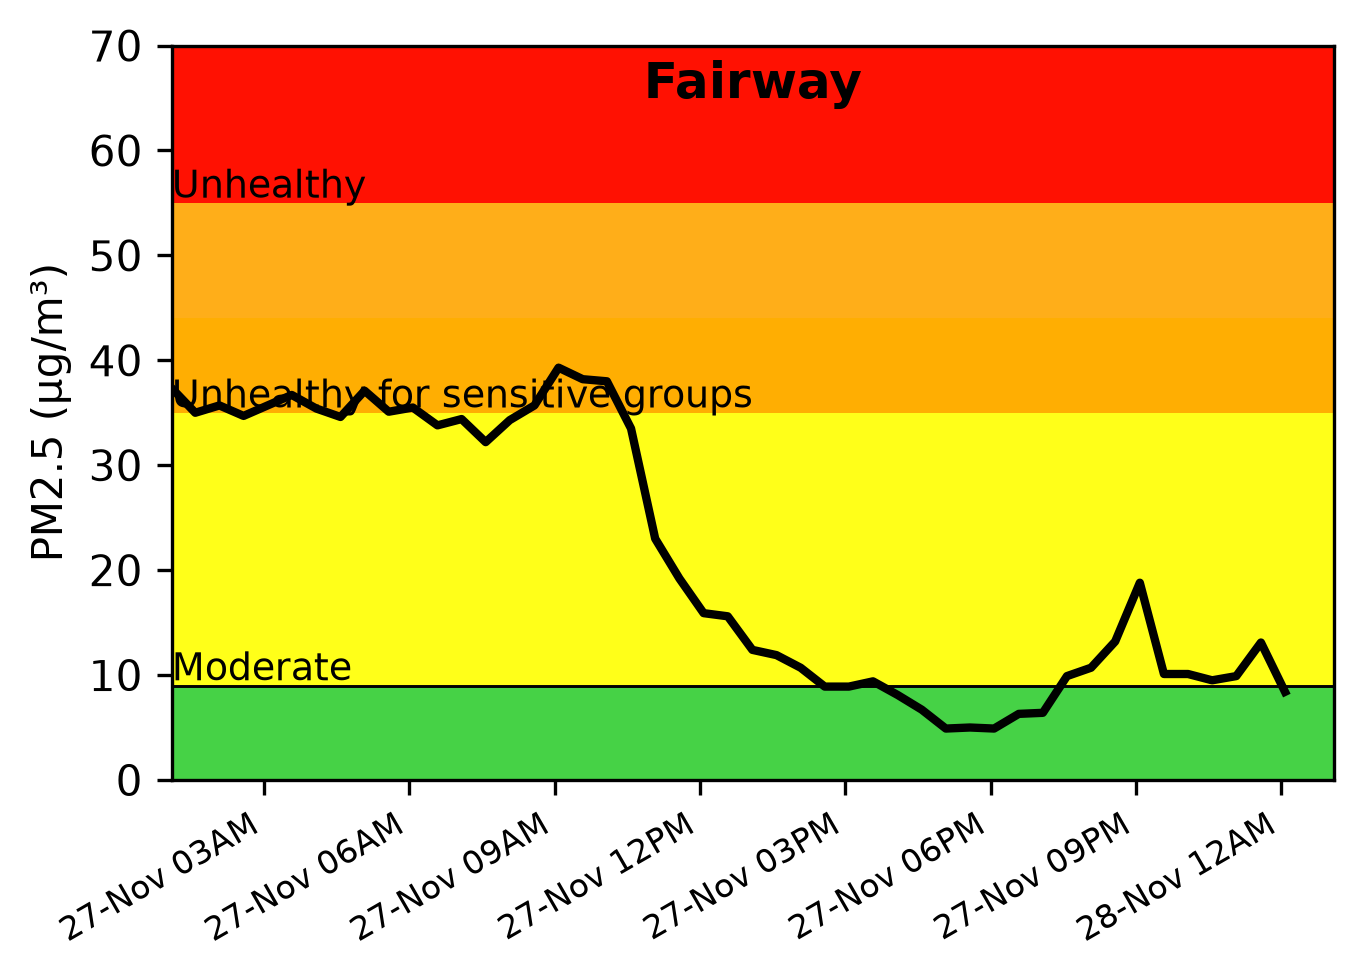 Fairway
PM2.5 (µg/m³)
70
60
50
40
30
20
10
0
Unhealthy
Unhealthy for sensitive groups
Moderate
27-Nov 03AM
27-Nov 06AM
27-Nov 09AM
27-Nov 12PM
27-Nov 03PM
27-Nov 06PM
27-Nov 09PM
28-Nov 12AM